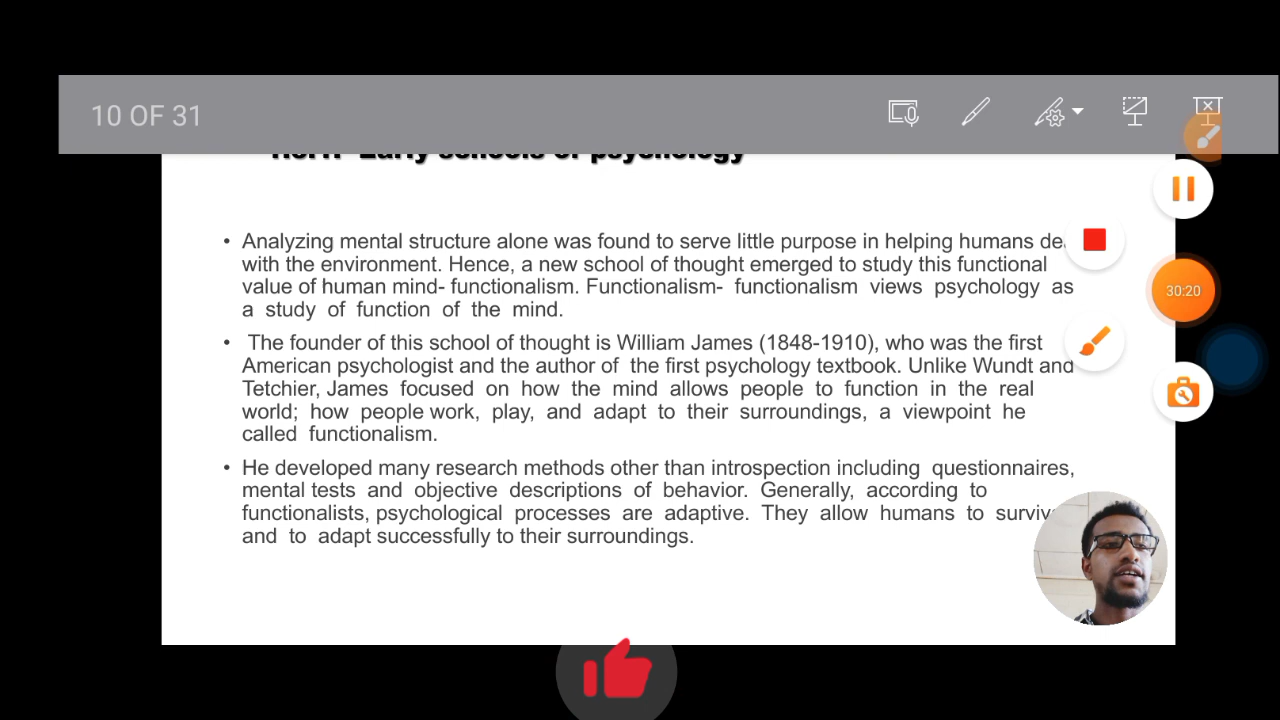 10 OF 31
Early schools of psychology
• Analyzing mental structure alone was found to serve little purpose in helping humans
with the environment. Hence, a new school of thought emerged to study this functional
value of human mind- functionalism. Functionalism- functionalism views psychology as
a study of function of the mind.
• The founder of this school of thought is William James (1848-1910), who was the first
American psychologist and the author of the first psychology textbook. Unlike Wundt and
Tetchier, James focused on how the mind allows people to function in the real
world; how people work, play, and adapt to their surroundings, a viewpoint he
called functionalism.
• He developed many research methods other than introspection including questionnaires,
mental tests and objective descriptions of behavior. Generally, according to
functionalists, psychological processes are adaptive. They allow humans to
and to adapt successfully to their surroundings.
30:20